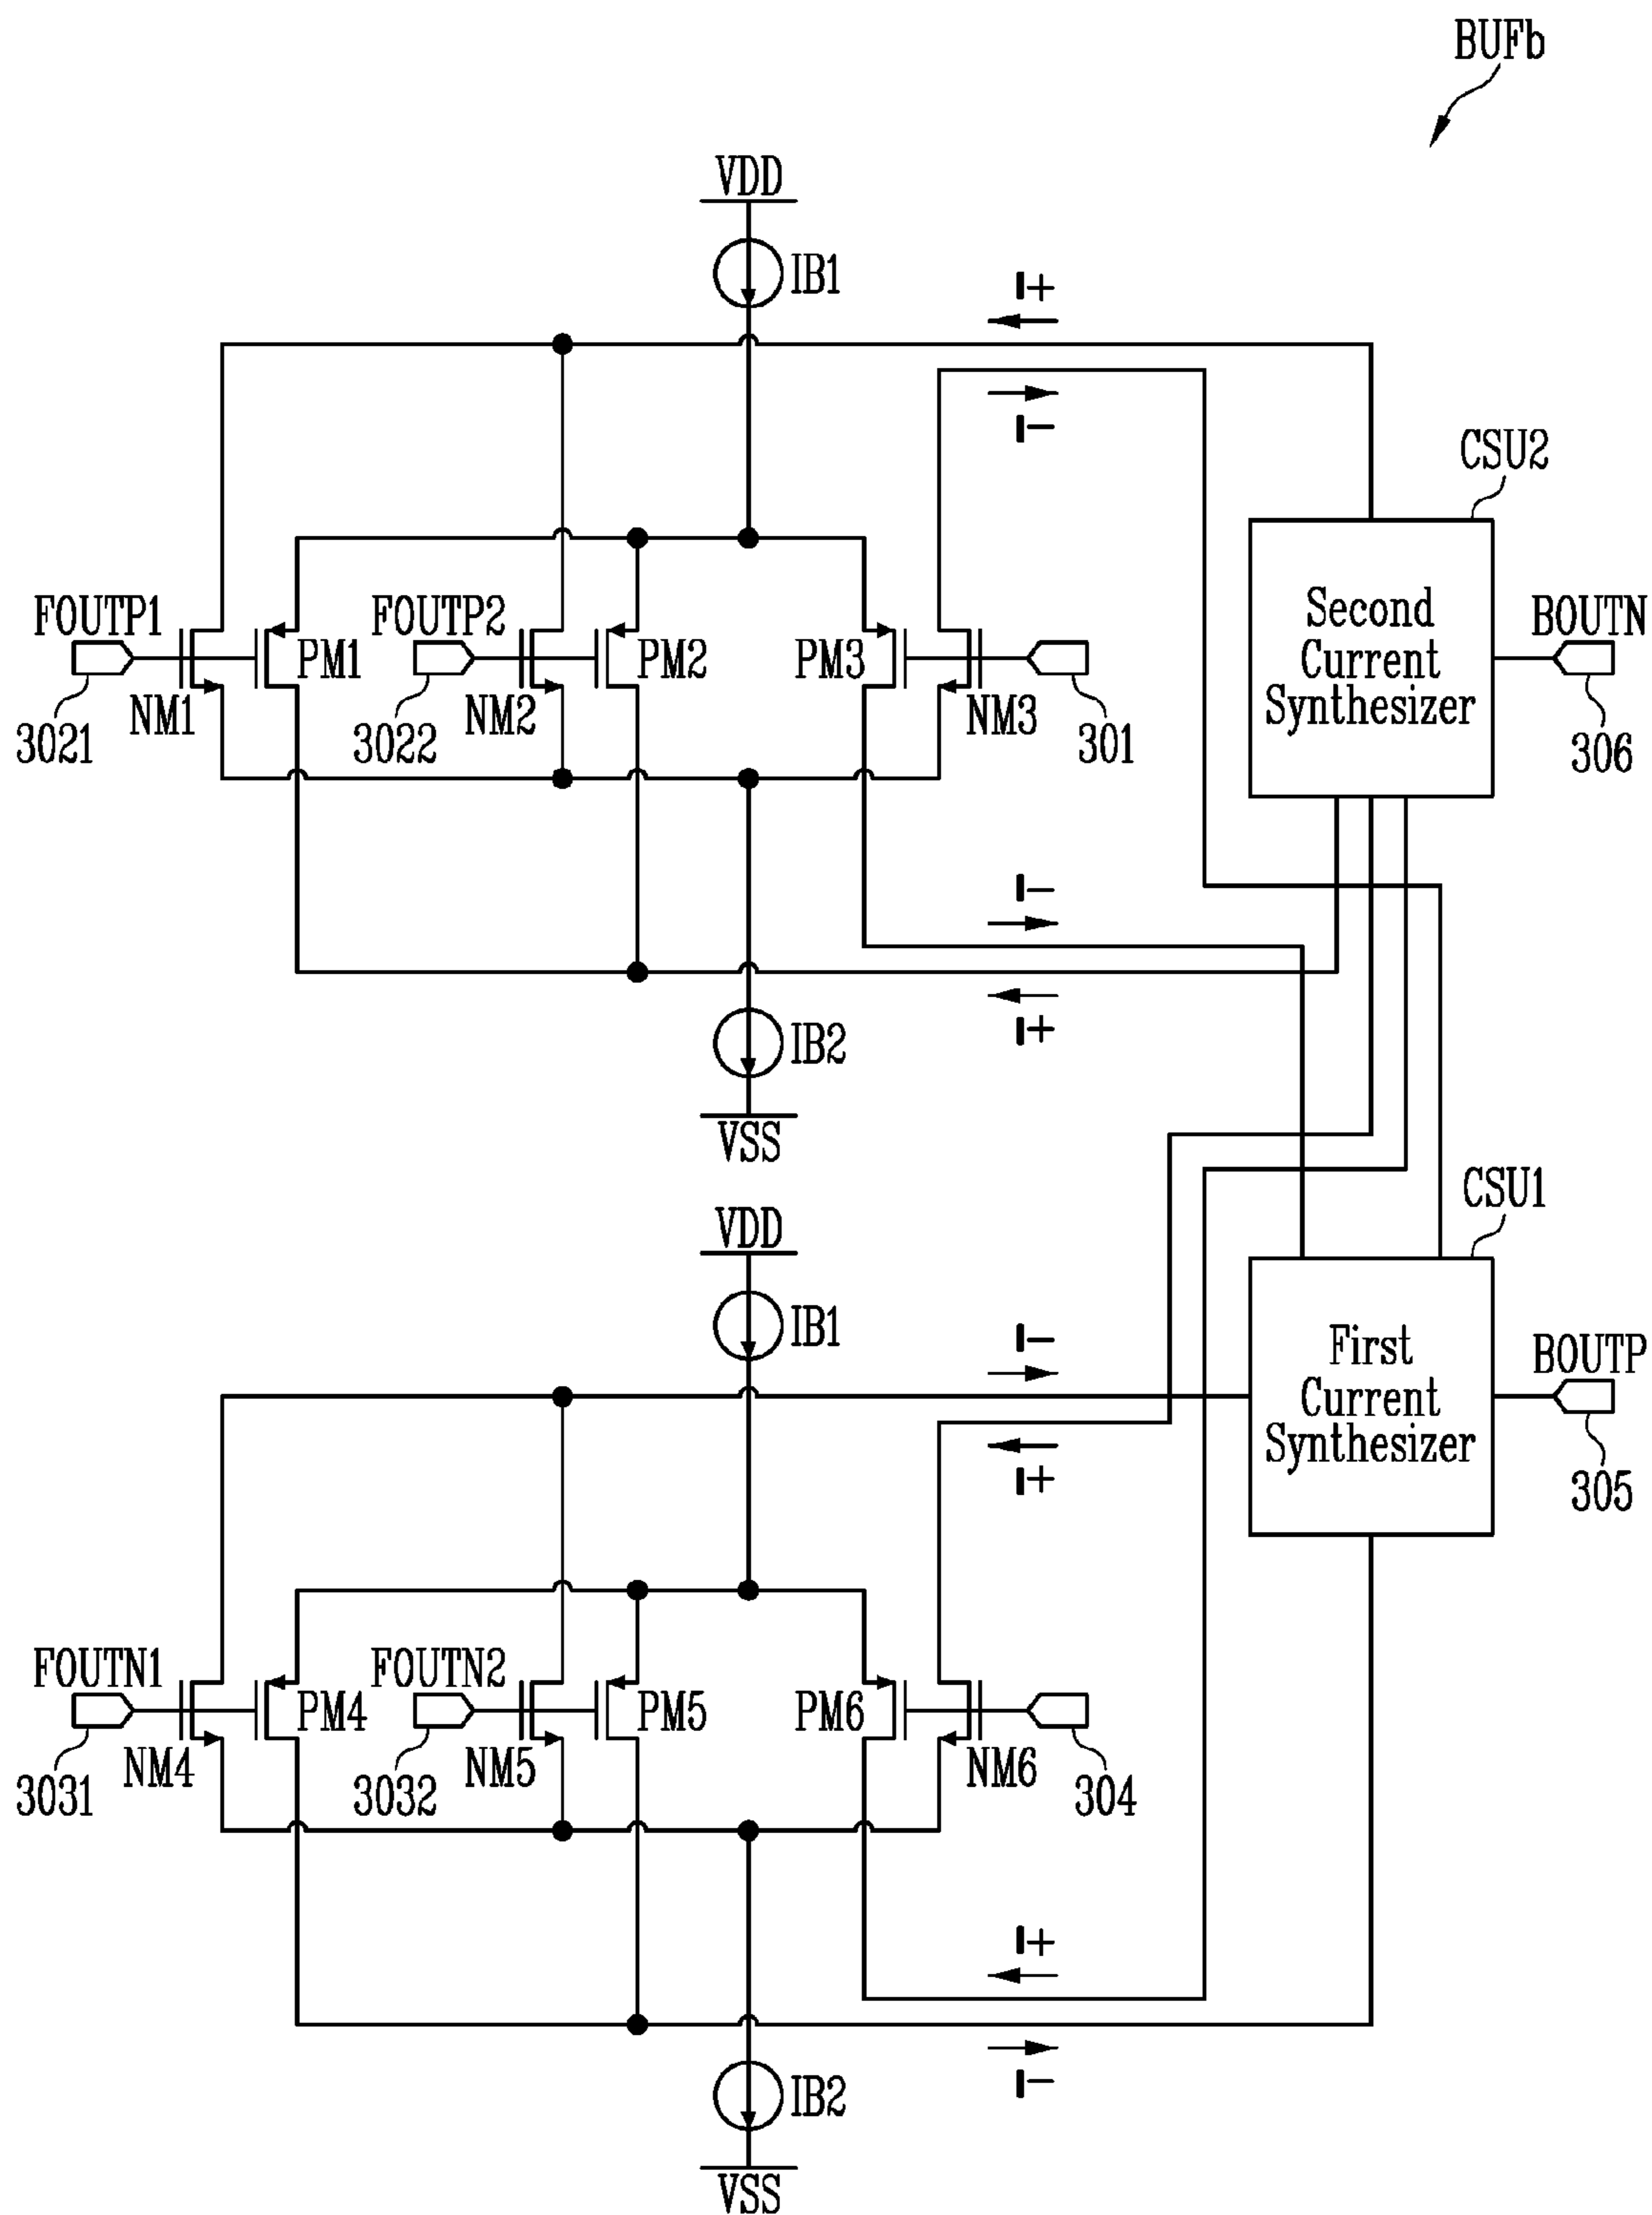 BUFb
VDD
IB1
I+
I-
CSU2
FOUTP1
PM1
FOUTP2
PM2
PM3
Second
Current
Synthesizer
BOUTN
3021
NM1
3022
NM2
NM3
301
306
I-
I+
IB2
VSS
VDD
CSU1
IB1
I-
I+
First
Current
Synthesizer
BOUTP
305
FOUTN1
PM4
FOUTN2
PM5
PM6
3031
NM4
3032
NM5
NM6
304
I+
I-
IB2
VSS